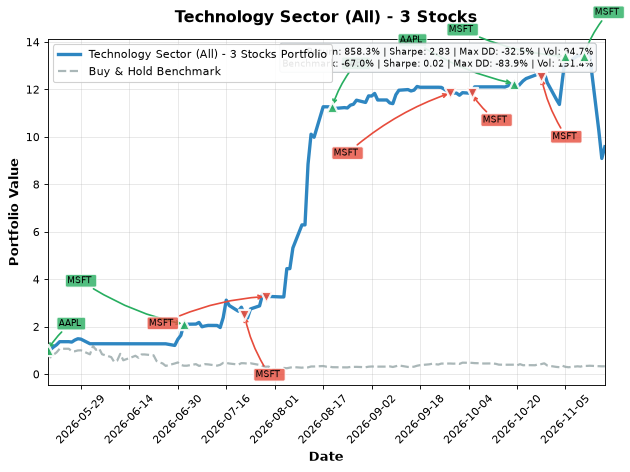 Technology Sector (All) - 3 Stocks
MSFT
MSFT
AAPL
Technology Sector (All) - 3 Stocks Portfolio
n: 858.3% | Sharpe: 2.83 | Max DD: -32.5% | Vol: 94.7%
Buy & Hold Benchmark
-67.0% | Sharpe: 0.02 | Max DD: -83.9% | Vol: 131.4%
MSFT
MSFT
MSFT
MSFT
AAPL
MSFT
MSFT
Portfolio Value
14
12
10
8
6
4
2
0
2026-05-29
2026-06-14
2026-06-30
2026-07-16
2026-08-01
2026-08-17
2026-09-02
2026-09-18
2026-10-04
2026-10-20
2026-11-05
Date